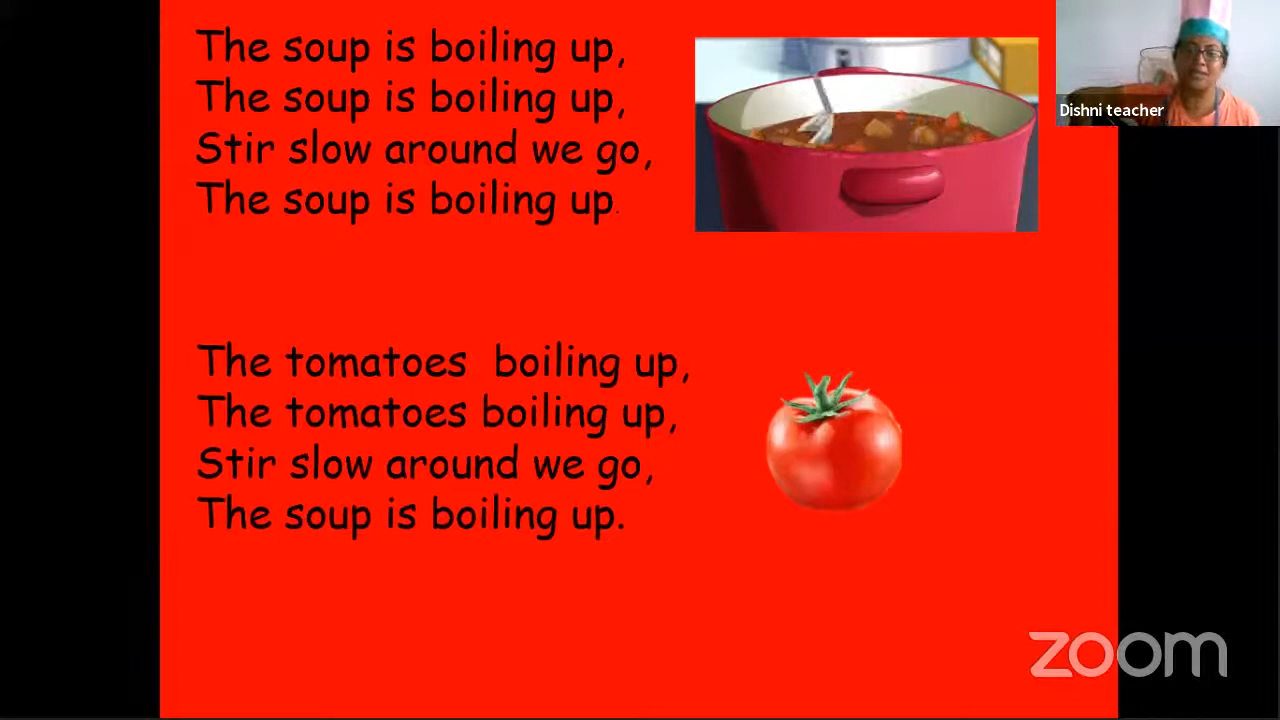 The soup is boiling up,
The soup is boiling up,
Stir slow around we go,
The soup is boiling up.
The tomatoes  boiling up,
The tomatoes boiling up,
Stir slow around we go,
The soup is boiling up.
Dishni teacher
zoom